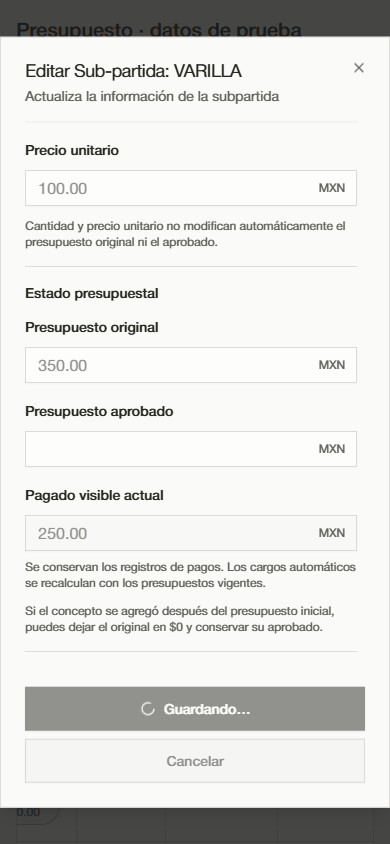 Presupuesto · datos de prueba
Editar Sub-partida: VARILLA
×
Actualiza la información de la subpartida
Precio unitario
100.00 MXN
Cantidad y precio unitario no modifican automáticamente el
presupuesto original ni el aprobado.
Estado presupuestal
Presupuesto original
350.00 MXN
Presupuesto aprobado
MXN
Pagado visible actual
250.00 MXN
Se conservan los registros de pagos. Los cargos automáticos
se recalculan con los presupuestos vigentes.
Si el concepto se agregó después del presupuesto inicial,
puedes dejar el original en $0 y conservar su aprobado.
Guardando...
Cancelar
0.00